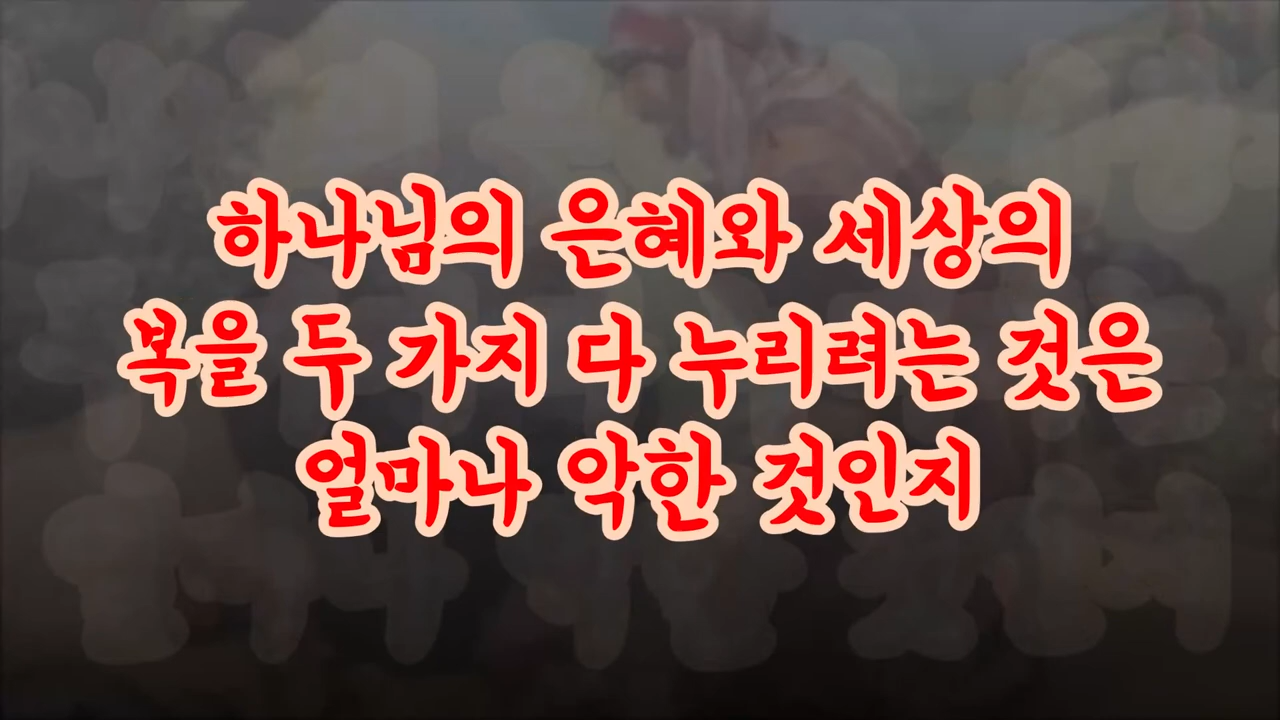 하나님의 은혜와 세상의
복을 두 가지 다 누리려는 것은
얼마나 악한 것인지